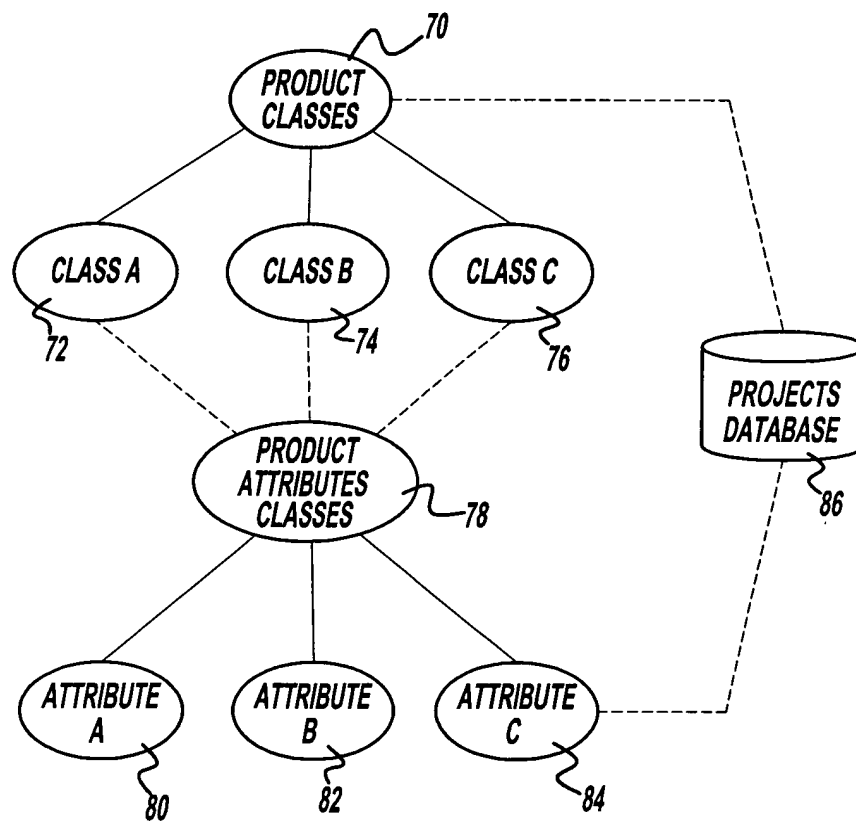 70
PRODUCT
CLASSES
CLASS A
CLASS B
CLASS C
72
74
76
PROJECTS
DATABASE
86
PRODUCT
ATTRIBUTES
CLASSES
78
ATTRIBUTE
A
ATTRIBUTE
B
ATTRIBUTE
C
80
82
84